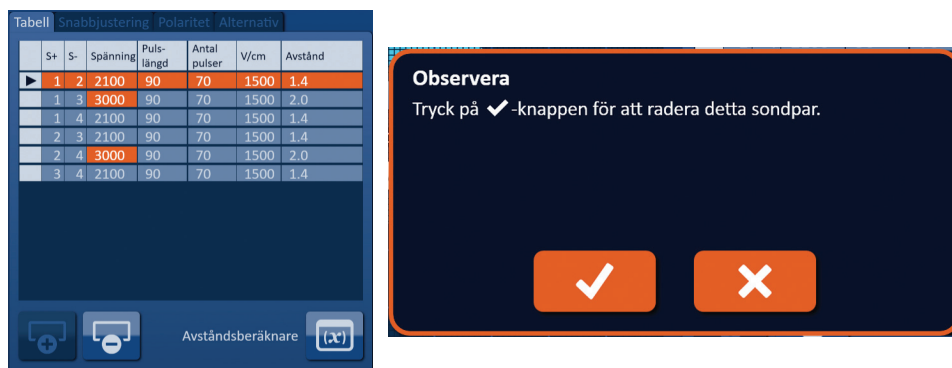 Tabell Snabbjustering Polaritet Alternativ
S+ S- Spänning Puls-längd Antal pulser V/cm Avstånd
1 2 2100 90 70 1500 1.4
1 3 3000 90 70 1500 2.0
1 4 2100 90 70 1500 1.4
2 3 2100 90 70 1500 1.4
2 4 3000 90 70 1500 2.0
3 4 2100 90 70 1500 1.4
Avståndsberäknare (x)
Observera
Tryck på ✔-knappen för att radera detta sondpar.